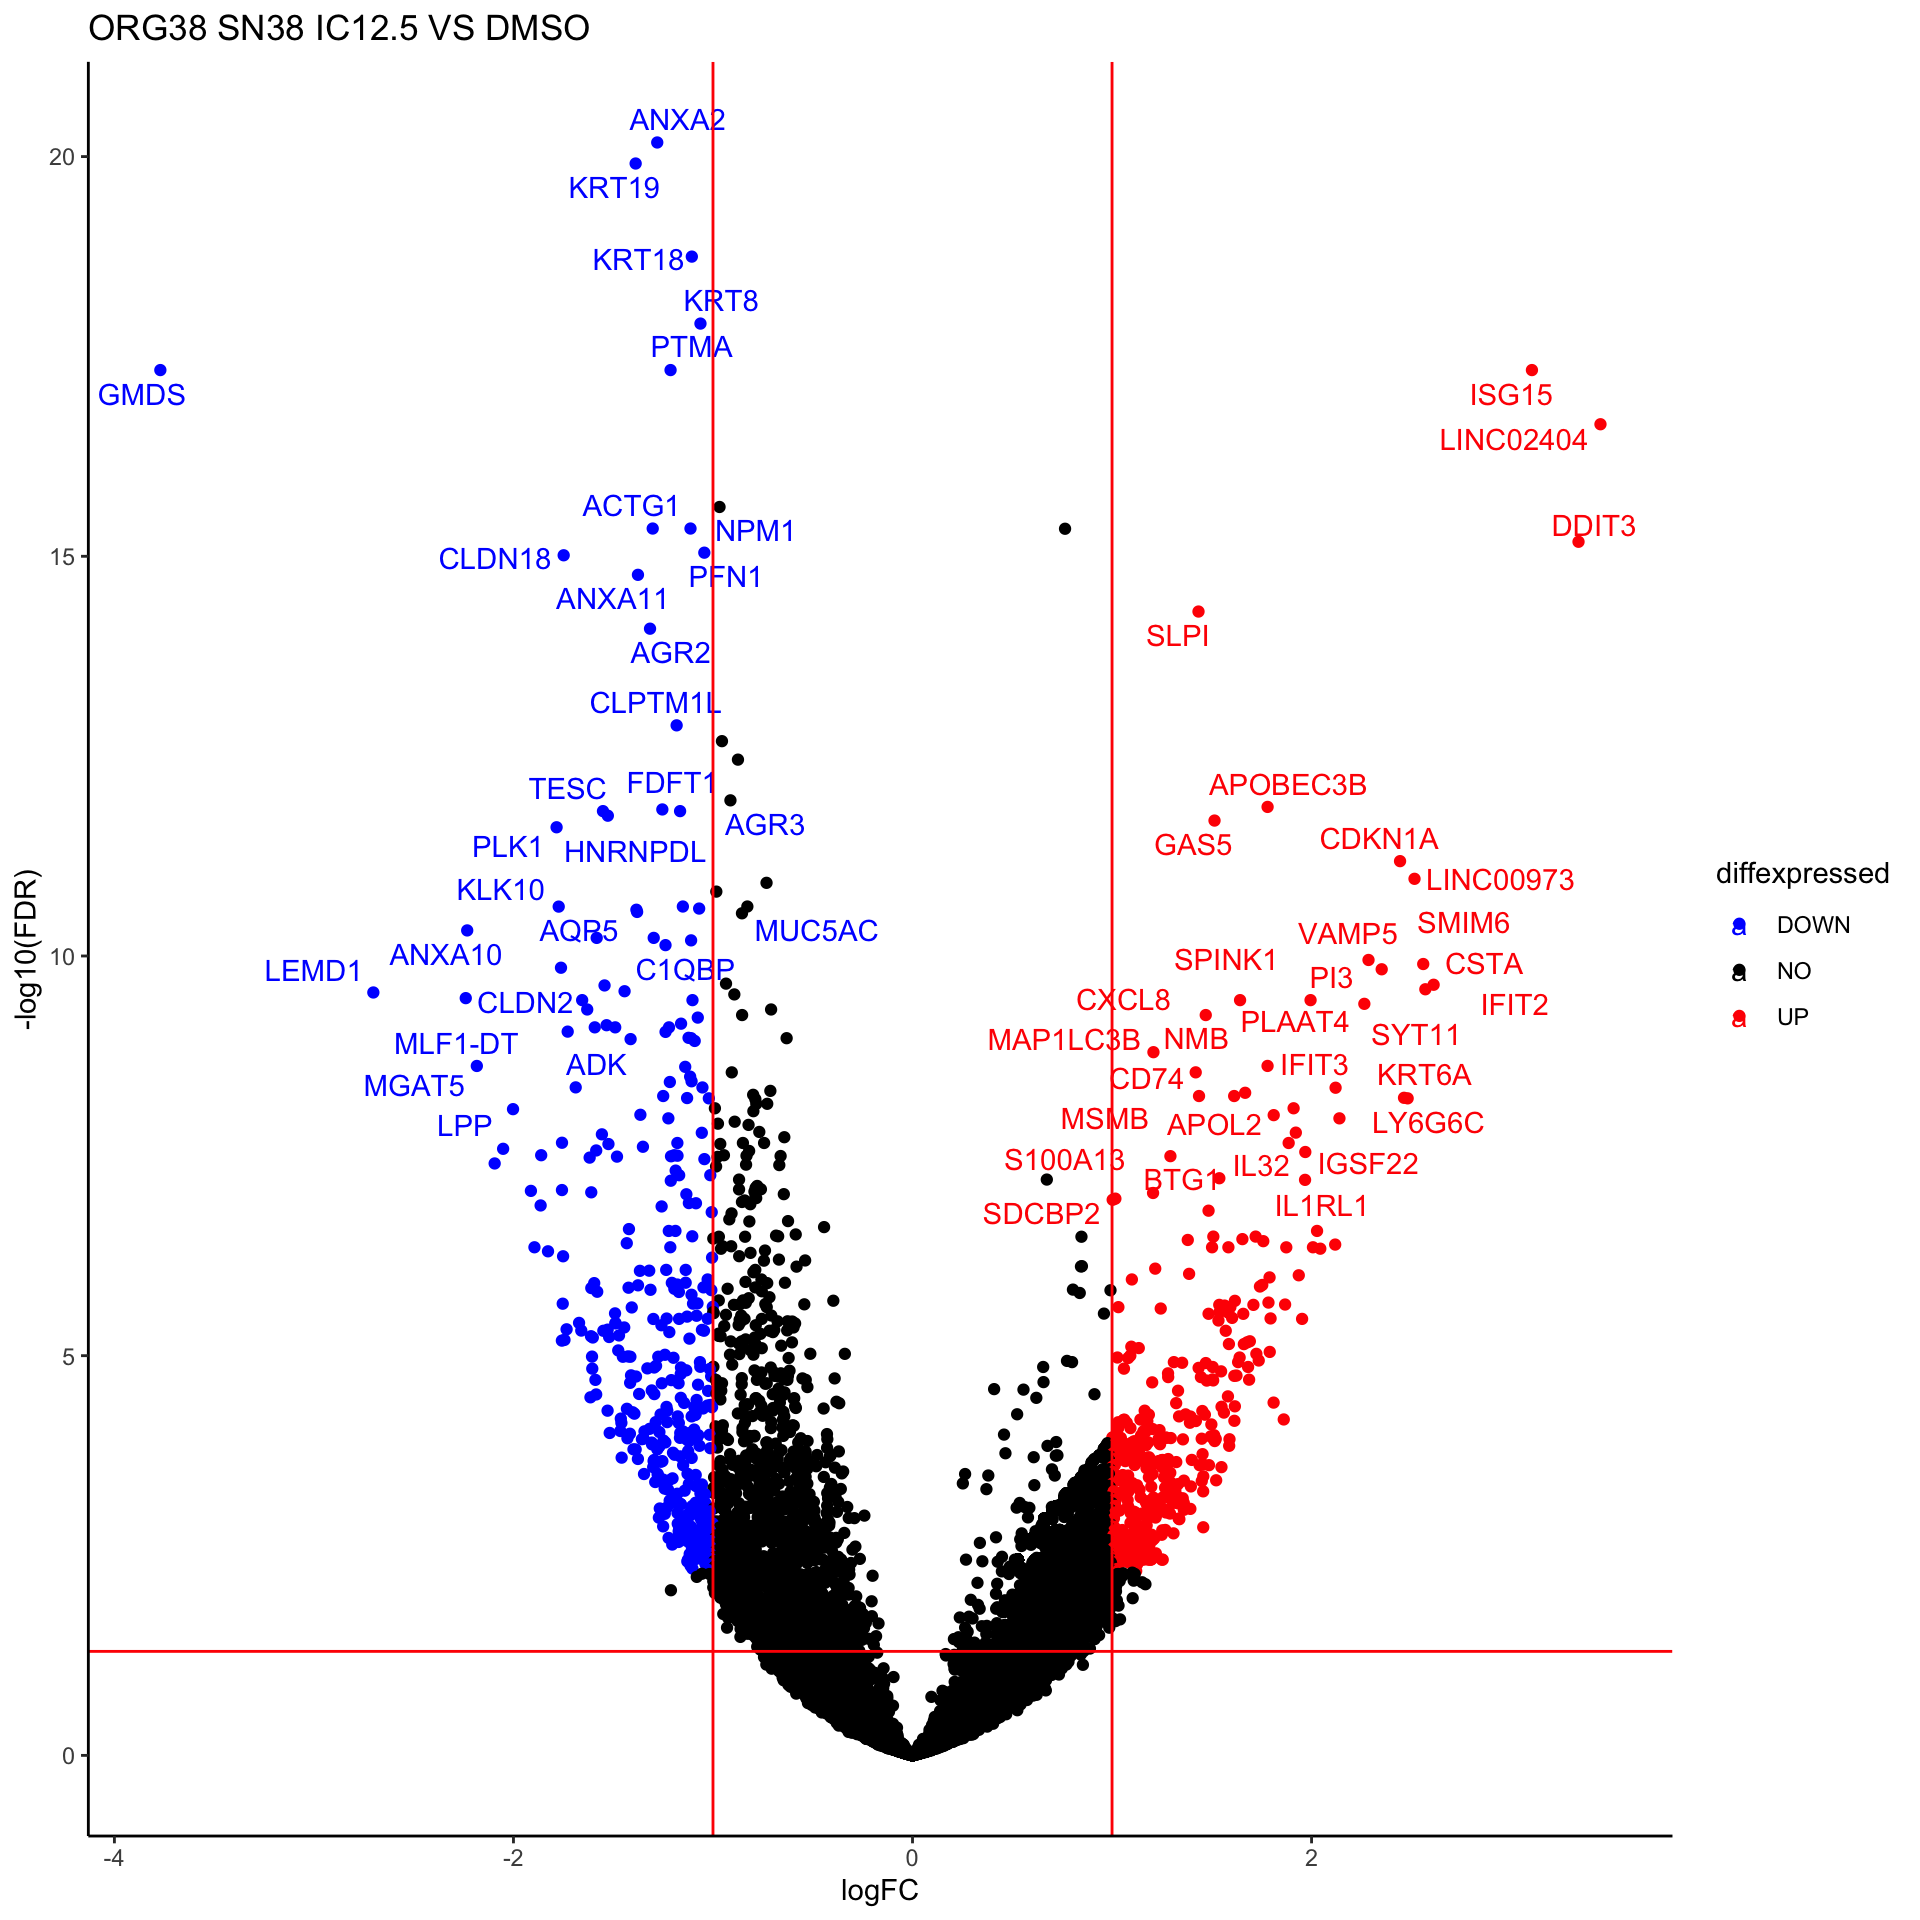 ORG38 SN38 IC12.5 VS DMSO
ANXA2
KRT19
KRT18
KRT8
PTMA
GMDS
ISG15
LINC02404
ACTG1
NPM1
DDIT3
CLDN18
PFN1
ANXA11
SLPI
AGR2
CLPTM1L
TESC
FDFT1
APOBEC3B
AGR3
PLK1
HNRNPDL
GAS5
CDKN1A
KLK10
LINC00973
AQP5
MUC5AC
VAMP5
SMIM6
ANXA10
LEMD1
C1QBP
SPINK1
PI3
CSTA
CLDN2
CXCL8
IFIT2
MLF1-DT
MAP1LC3B
NMB
PLAAT4
SYT11
MGAT5
ADK
CD74
IFIT3
KRT6A
LPP
MSMB
APOL2
LY6G6C
S100A13
BTG1
IL32
IGSF22
SDCBP2
IL1RL1
20
15
10
5
0
-log10(FDR)
-4
-2
0
2
logFC
diffexpressed
a DOWN
a NO
a UP